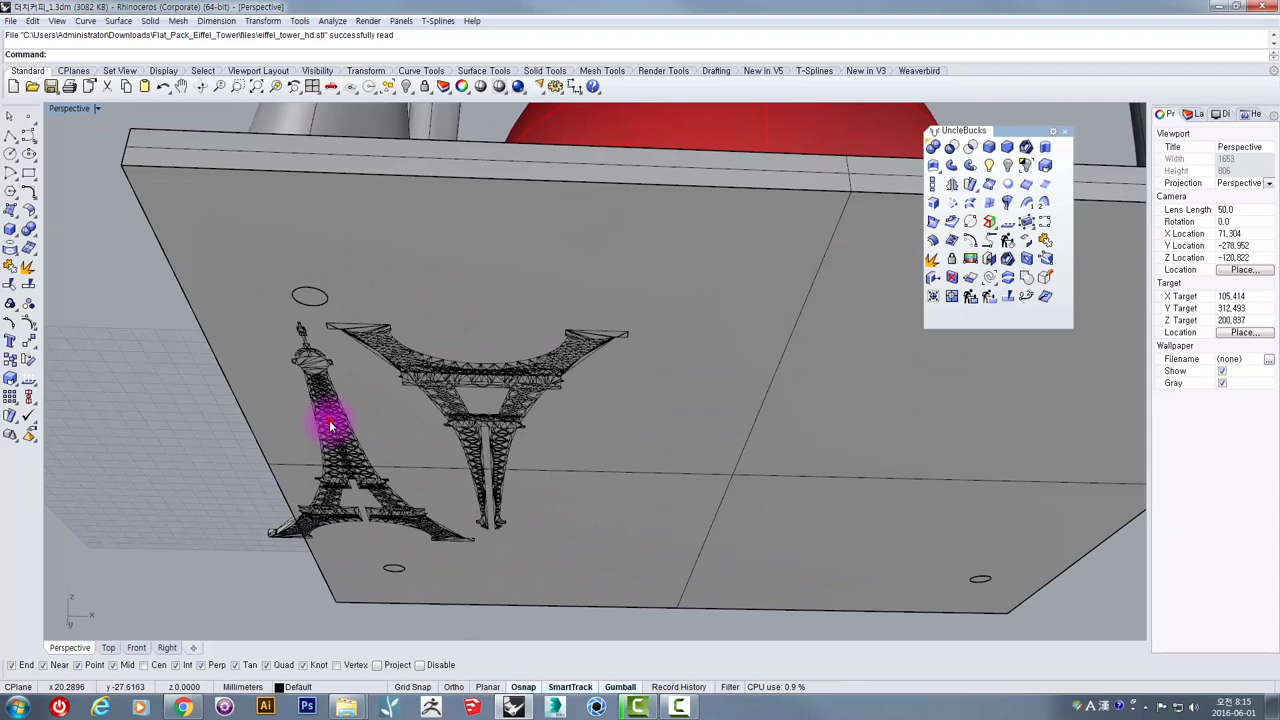 더치커피_1.3dm (3082 KB) - Rhinoceros (Corporate) (64-bit) - [Perspective]
File Edit View Curve Surface Solid Mesh Dimension Transform Tools Analyze Render Panels T-Splines Help
File "C:\Users\Administrator\Downloads\Flat_Pack_Eiffel_Tower\files\eiffel_tower_hd.stl" successfully read
Command:
Standard CPlanes Set View Display Select Viewport Layout Visibility Transform Curve Tools Surface Tools Solid Tools Mesh Tools Render Tools Drafting New in V5 T-Splines New in V3 Weaverbird
Perspective
UncleBucks
Pr La Di He
Viewport
Title Perspective
Width 1653
Height 806
Projection Perspective
Camera
Lens Length 50,0
Rotation 0,0
X Location 71,304
Y Location -278,952
Z Location -120,822
Location Place...
Target
X Target 105,414
Y Target 312,493
Z Target 200,837
Location Place...
Wallpaper
Filename (none) ...
Show
Gray
z
x
y
Perspective Top Front Right
End Near Point Mid Cen Int Perp Tan Quad Knot Vertex Project Disable
CPlane x 20.2896 y -27.6163 z 0.0000 Millimeters Default Grid Snap Ortho Planar Osnap SmartTrack Gumball Record History Filter CPU use: 0.9 %
Ai Ps A 漢 오전 8:15
2016-06-01